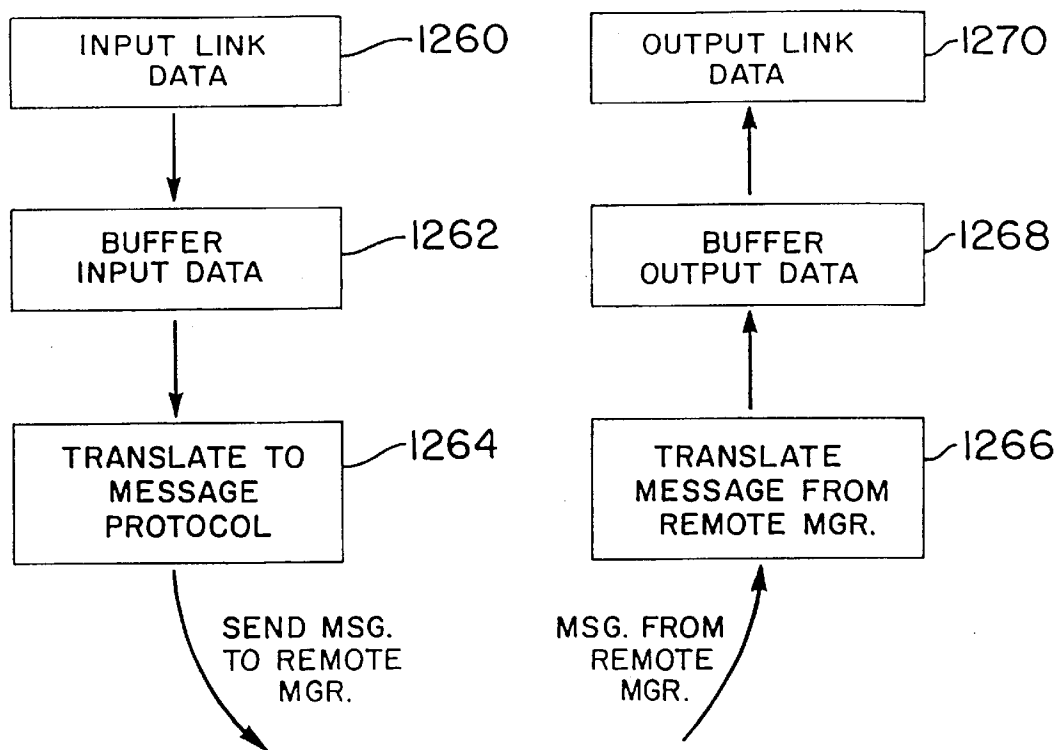 INPUT LINK
DATA
1260
BUFFER
INPUT DATA
1262
TRANSLATE TO
MESSAGE
PROTOCOL
1264
SEND MSG.
TO REMOTE
MGR.
OUTPUT LINK
DATA
1270
BUFFER
OUTPUT DATA
1268
TRANSLATE
MESSAGE FROM
REMOTE MGR.
1266
MSG. FROM
REMOTE
MGR.